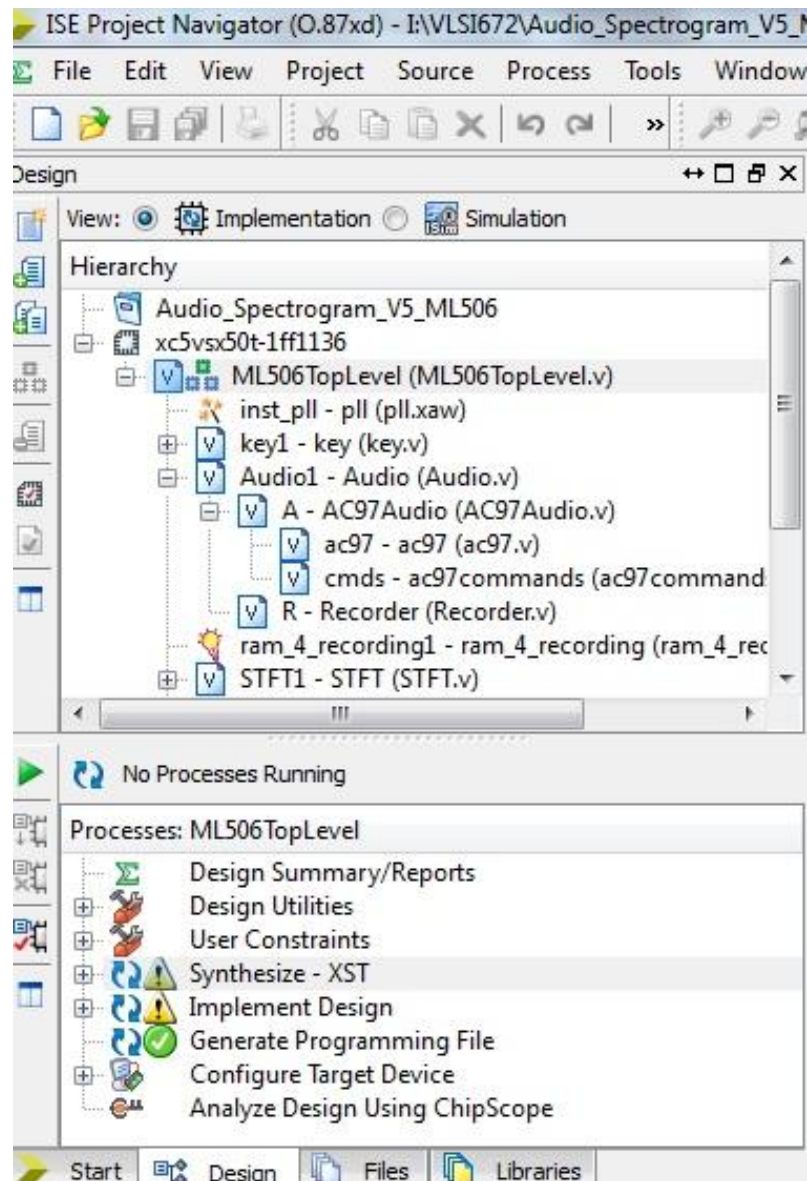 ISE Project Navigator (O.87xd) - I:\VLSI672\Audio_Spectrogram_V5_
File Edit View Project Source Process Tools Window
Design
View: Implementation Simulation
Hierarchy
Audio_Spectrogram_V5_ML506
xc5vsx50t-1ff1136
ML506TopLevel (ML506TopLevel.v)
inst_pll - pll (pll.xaw)
key1 - key (key.v)
Audio1 - Audio (Audio.v)
A - AC97Audio (AC97Audio.v)
ac97 - ac97 (ac97.v)
cmds - ac97commands (ac97command
R - Recorder (Recorder.v)
ram_4_recording1 - ram_4_recording (ram_4_rec
STFT1 - STFT (STFT.v)
No Processes Running
Processes: ML506TopLevel
Design Summary/Reports
Design Utilities
User Constraints
Synthesize - XST
Implement Design
Generate Programming File
Configure Target Device
Analyze Design Using ChipScope
Start Design Files Libraries